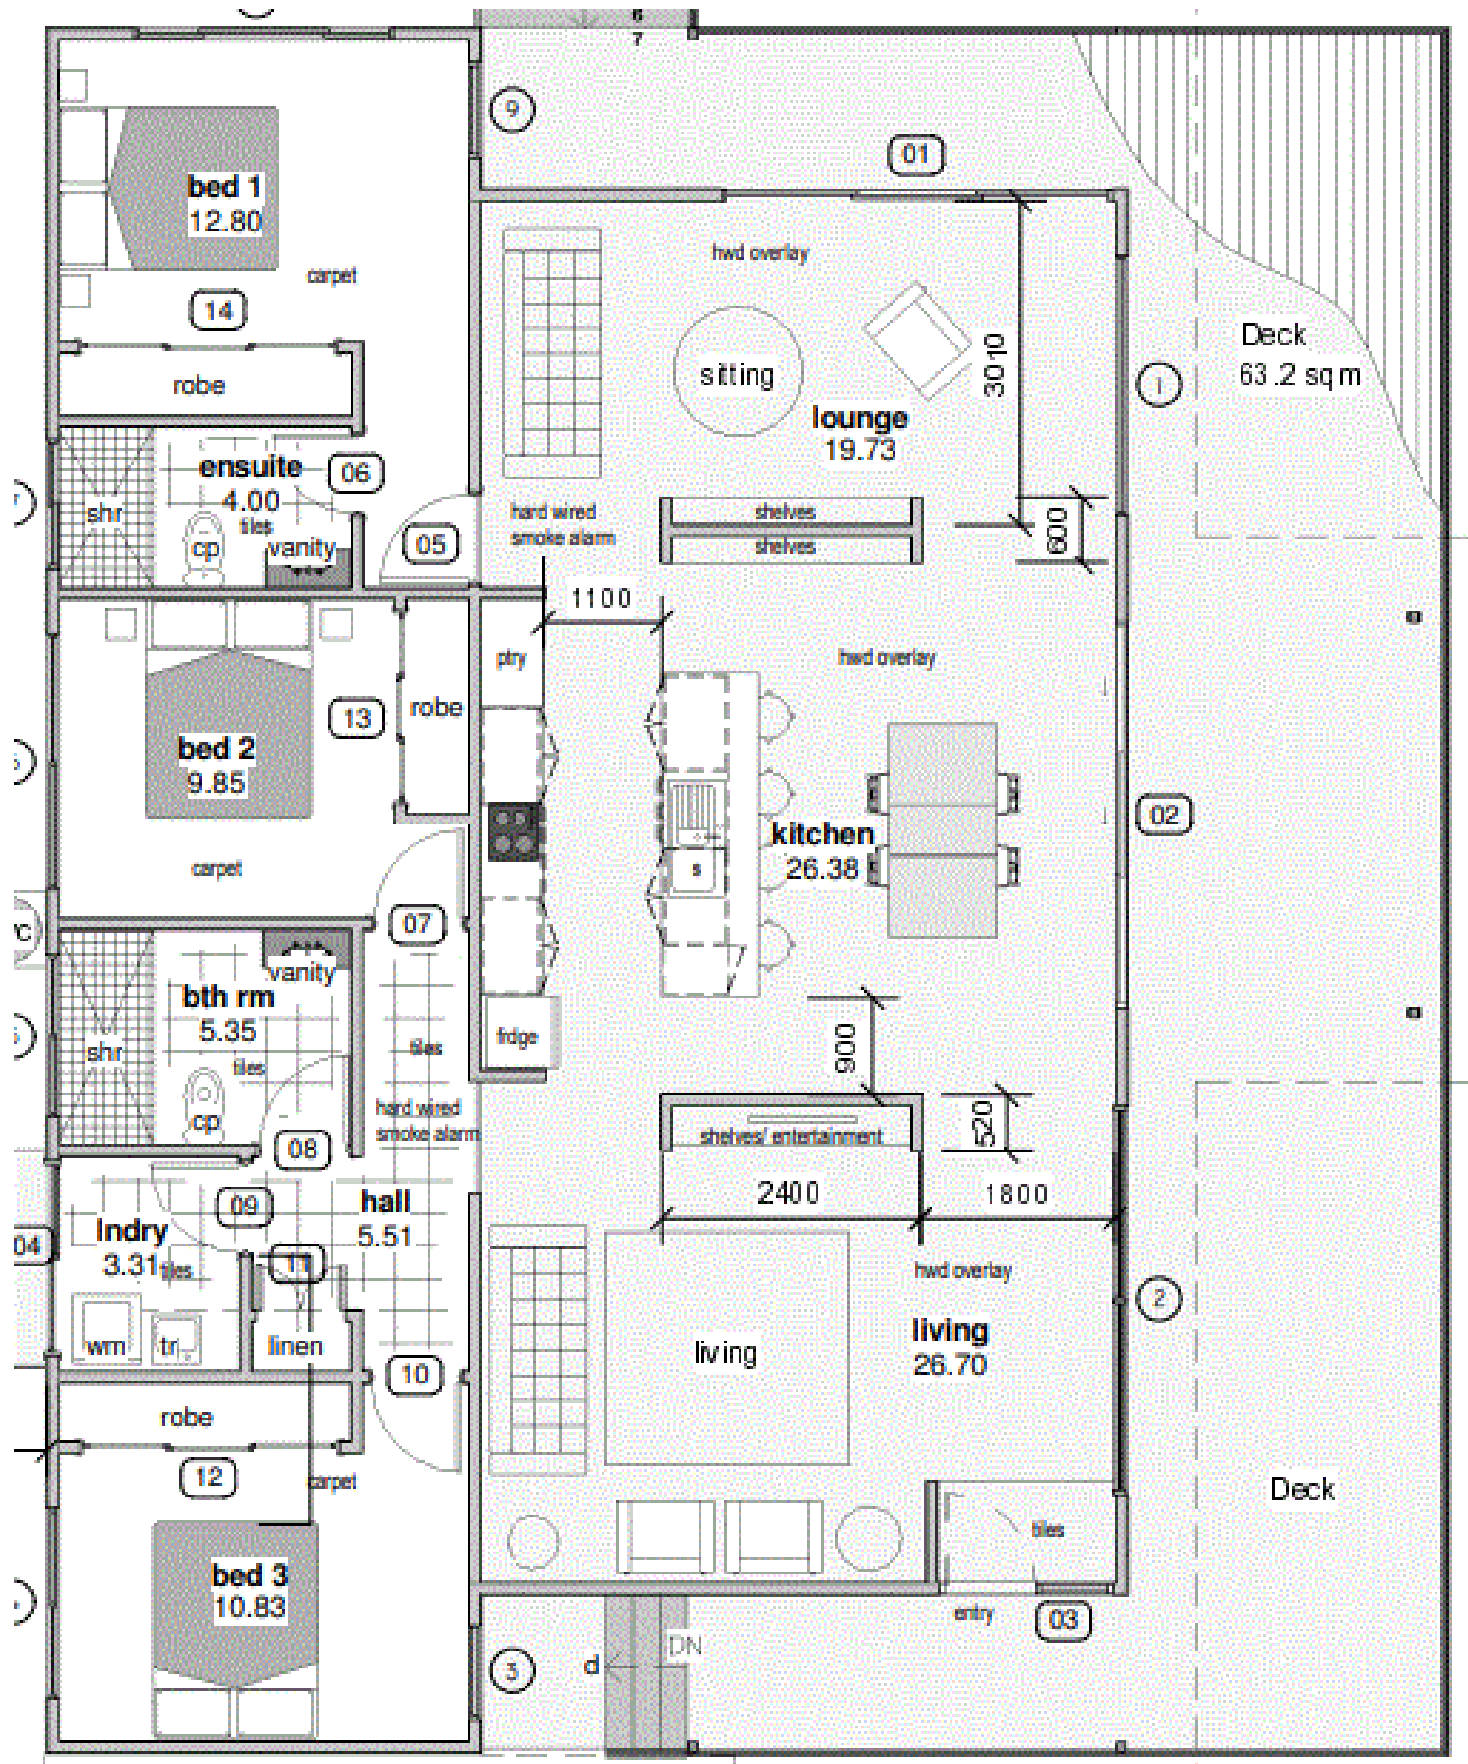 6
7
9
01
bed 1
12.80
carpet
14
robe
hwd overlay
sitting
lounge
19.73
3010
Deck
63.2 sqm
1
ensuite
4.00
tiles
06
shr
cp
vanity
05
hard wired
smoke alarm
shelves
shelves
600
1100
ptry
hwd overlay
13
robe
bed 2
9.85
carpet
02
kitchen
26.38
s
07
C
vanity
bth rm
5.35
tiles
shr
cp
tiles
frdge
900
hard wired
smoke alarm
shelves/ entertainment
520
08
2400
1800
09
hall
5.51
04
lndry
3.31
tiles
11
wm
tr
linen
hwd overlay
2
living
living
26.70
10
robe
12
carpet
Deck
tiles
bed 3
10.83
entry
03
3
d
DN